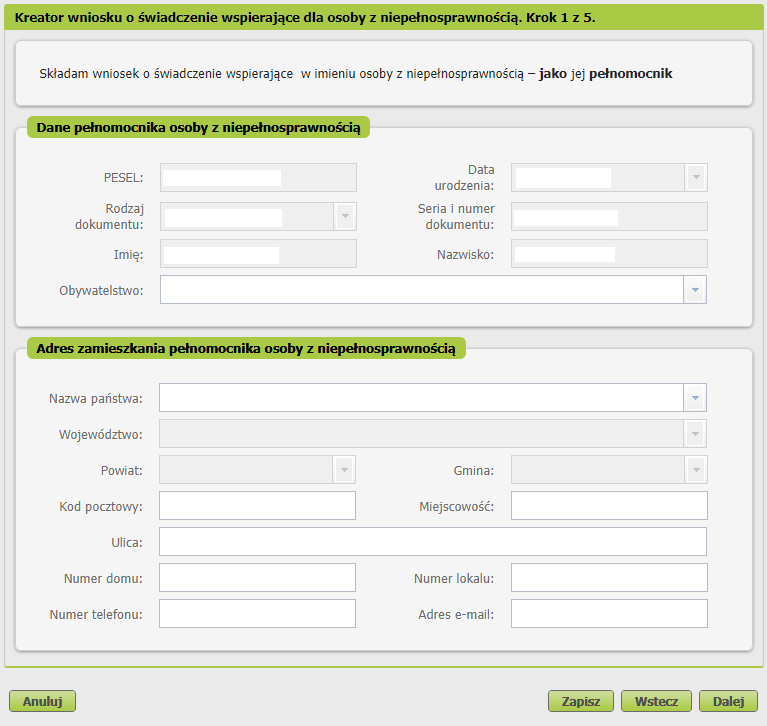 Kreator wniosku o świadczenie wspierające dla osoby z niepełnosprawnością. Krok 1 z 5.
Składam wniosek o świadczenie wspierające w imieniu osoby z niepełnosprawnością – jako jej pełnomocnik
Dane pełnomocnika osoby z niepełnosprawnością
PESEL:
Data
urodzenia:
Rodzaj
dokumentu:
Seria i numer
dokumentu:
Imię:
Nazwisko:
Obywatelstwo:
Adres zamieszkania pełnomocnika osoby z niepełnosprawnością
Nazwa państwa:
Województwo:
Powiat:
Gmina:
Kod pocztowy:
Miejscowość:
Ulica:
Numer domu:
Numer lokalu:
Numer telefonu:
Adres e-mail:
Anuluj
Zapisz
Wstecz
Dalej